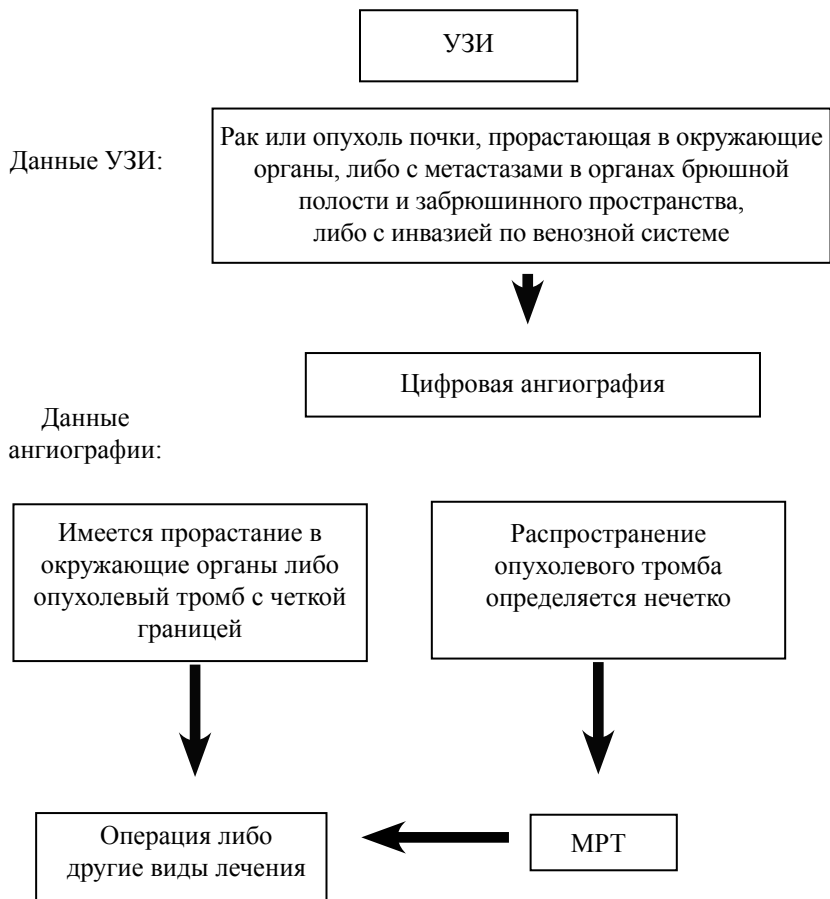 УЗИ
Данные УЗИ:
Рак или опухоль почки, прорастающая в окружающие
органы, либо с метастазами в органах брюшной
полости и забрюшинного пространства,
либо с инвазией по венозной системе
Цифровая ангиография
Данные
ангиографии:
Имеется прорастание в
окружающие органы либо
опухолевый тромб с четкой
границей
Распространение
опухолевого тромба
определяется нечетко
Операция либо
другие виды лечения
МРТ